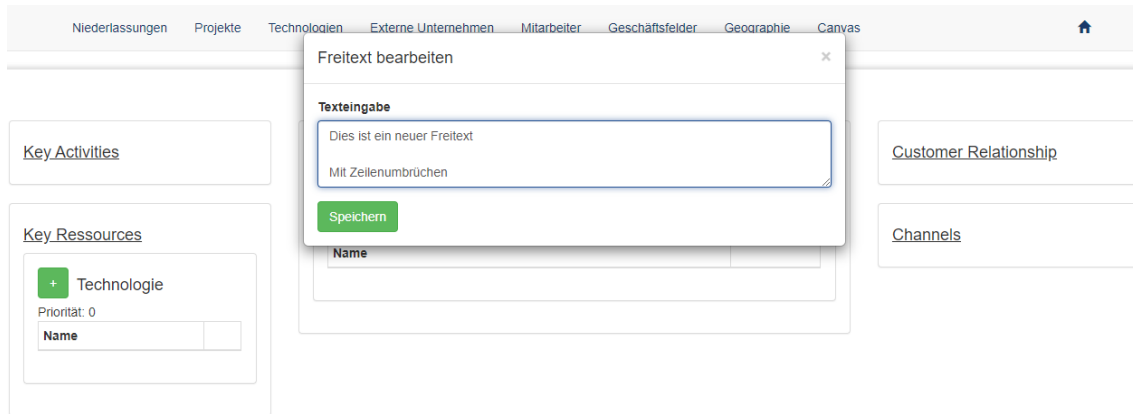 Niederlassungen Projekte Technologien Externe Unternehmen Mitarbeiter Geschäftsfelder Geographie Canvas
Freitext bearbeiten ×
Texteingabe
Dies ist ein neuer Freitext
Mit Zeilenumbrüchen
Speichern
Key Activities
Key Ressources
+ Technologie
Priorität: 0
Name
Name
Customer Relationship
Channels